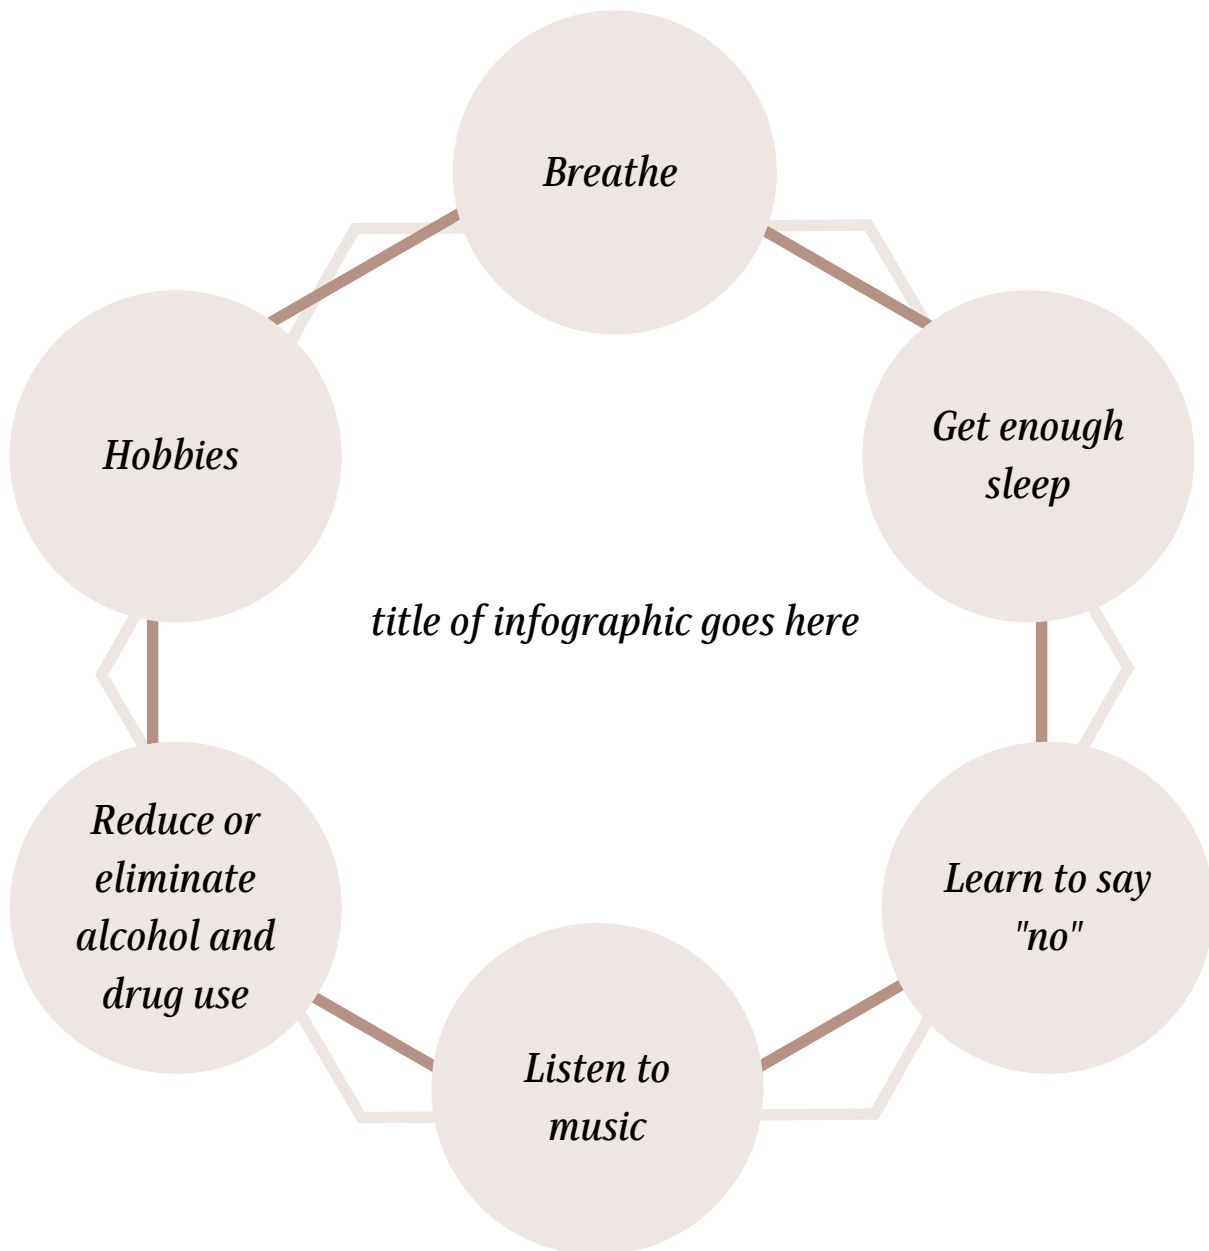 Breathe
Get enough
sleep
Hobbies
title of infographic goes here
Learn to say
"no"
Reduce or
eliminate
alcohol and
drug use
Listen to
music